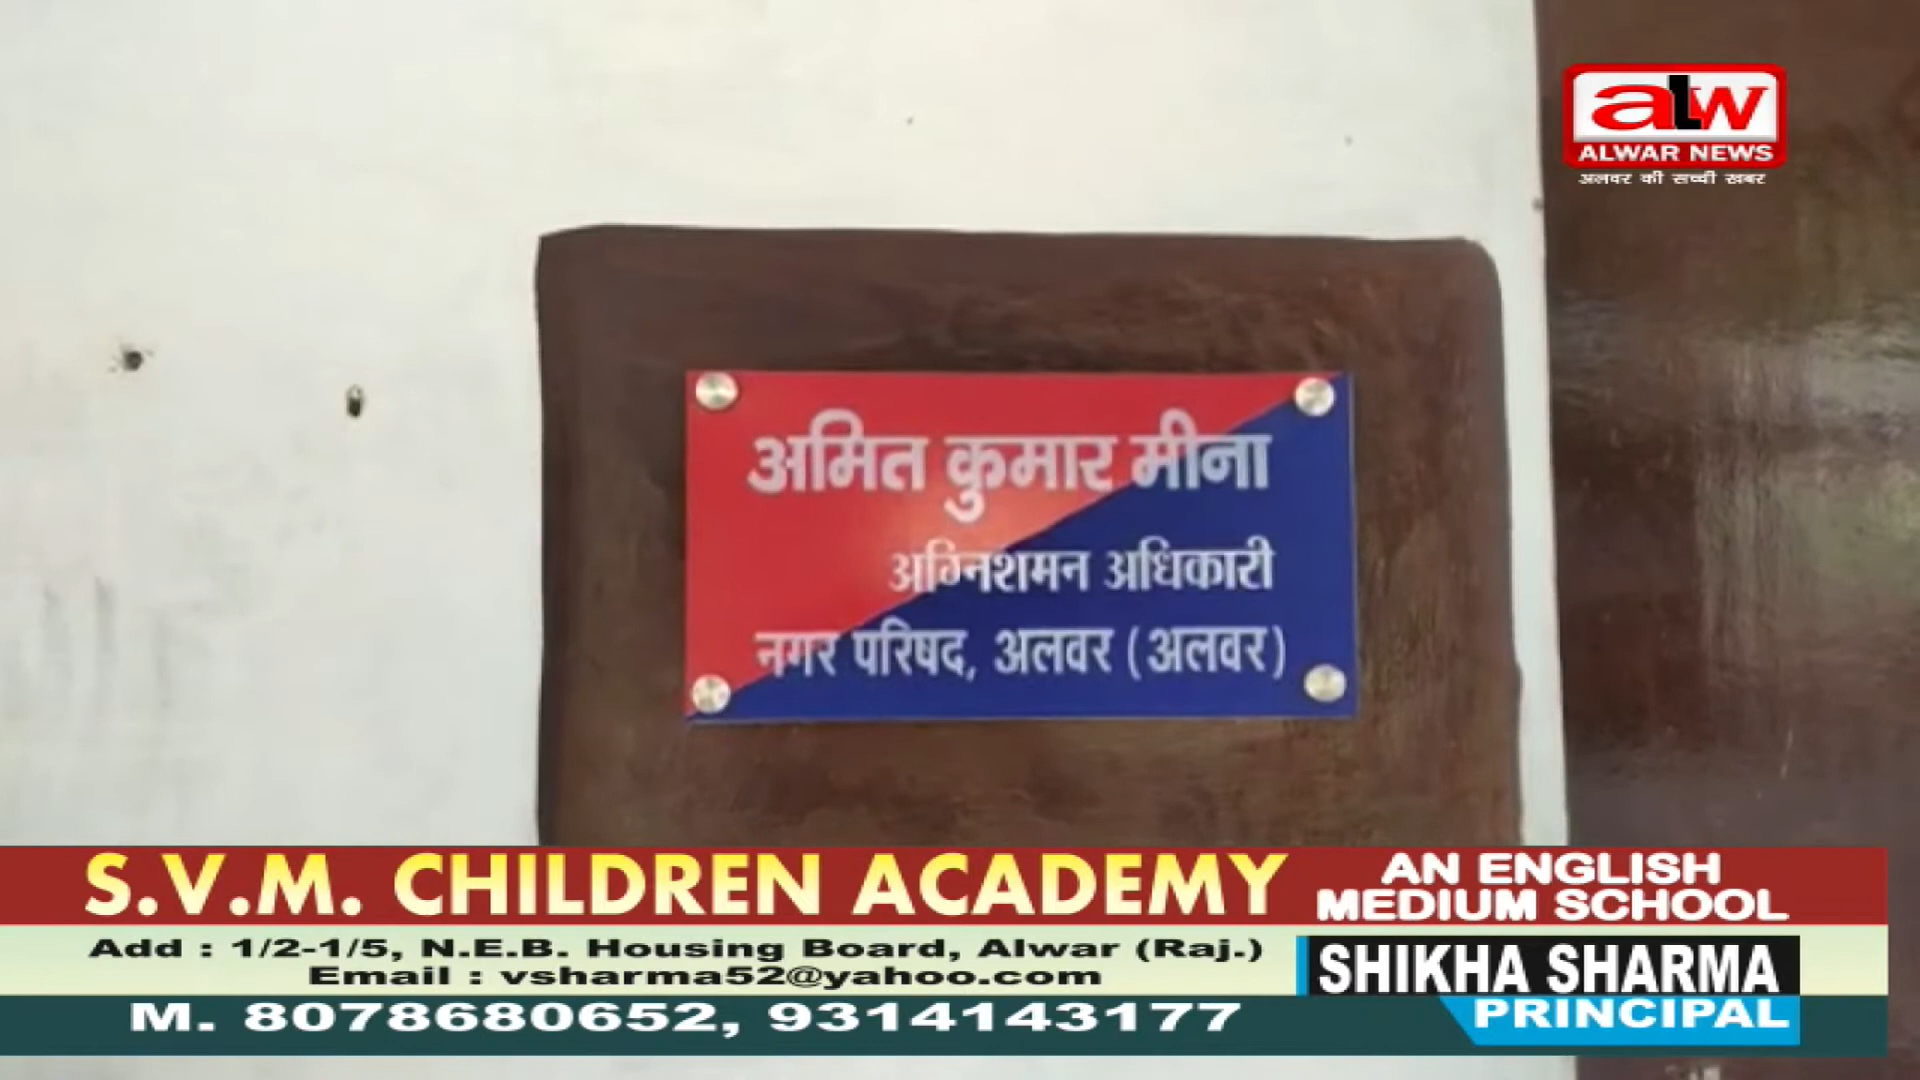 alw
ALWAR NEWS
अलवर की सच्ची खबर
अमित कुमार मीना
अग्निशमन अधिकारी
नगर परिषद, अलवर (अलवर)
S.V.M. CHILDREN ACADEMY
AN ENGLISH
MEDIUM SCHOOL
Add : 1/2-1/5, N.E.B. Housing Board, Alwar (Raj.)
Email : vsharma52@yahoo.com
SHIKHA SHARMA
PRINCIPAL
M. 8078680652, 9314143177